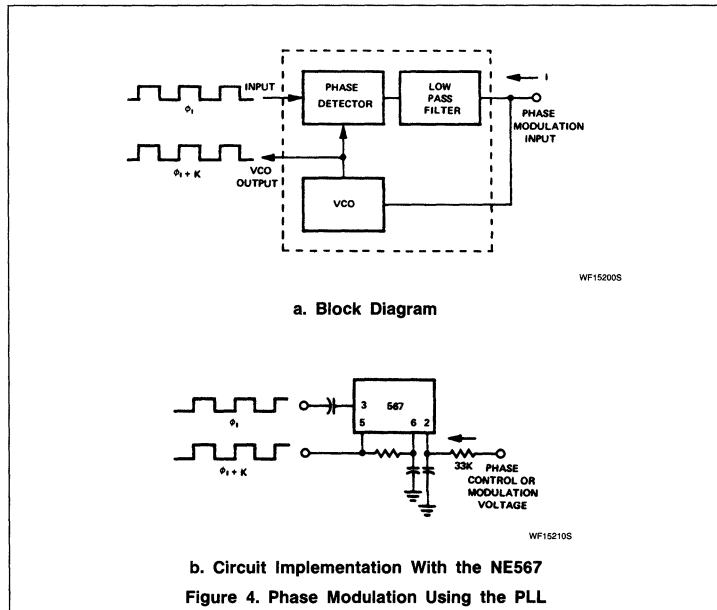 INPUT
φI
PHASE
DETECTOR
LOW
PASS
FILTER
I
PHASE
MODULATION
INPUT
φI + K
VCO
OUTPUT
VCO
WF15200S
a. Block Diagram
φI
3
567
5
6
2
φI + K
33K
PHASE
CONTROL OR
MODULATION
VOLTAGE
WF15210S
b. Circuit Implementation With the NE567
Figure 4. Phase Modulation Using the PLL